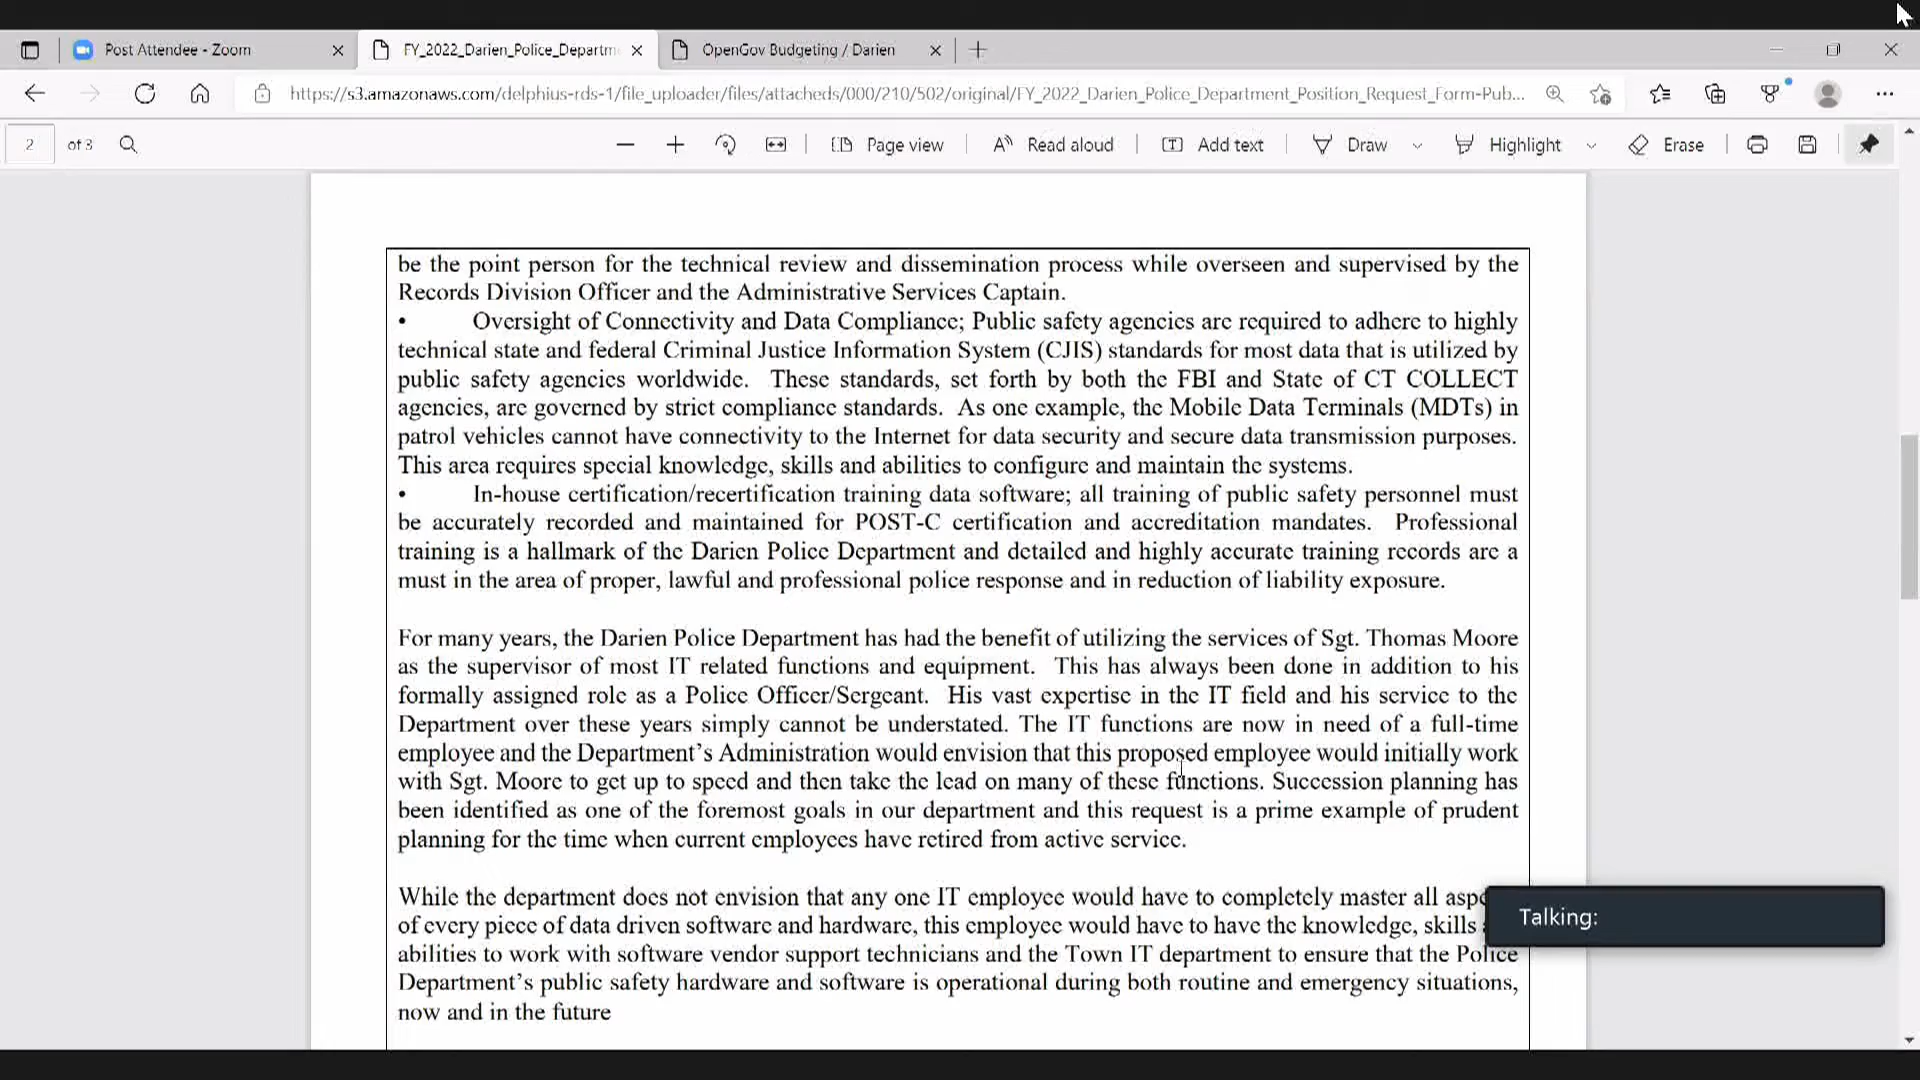 Post Attendee - Zoom
FY_2022_Darien_Police_Departm
OpenGov Budgeting / Darien
https://s3.amazonaws.com/delphius-rds-1/file_uploader/files/attacheds/000/210/502/original/FY_2022_Darien_Police_Department_Position_Request_Form-Pub...
2 of 3
Page view
Read aloud
Add text
Draw
Highlight
Erase
be the point person for the technical review and dissemination process while overseen and supervised by the
Records Division Officer and the Administrative Services Captain.
• Oversight of Connectivity and Data Compliance; Public safety agencies are required to adhere to highly
technical state and federal Criminal Justice Information System (CJIS) standards for most data that is utilized by
public safety agencies worldwide. These standards, set forth by both the FBI and State of CT COLLECT
agencies, are governed by strict compliance standards. As one example, the Mobile Data Terminals (MDTs) in
patrol vehicles cannot have connectivity to the Internet for data security and secure data transmission purposes.
This area requires special knowledge, skills and abilities to configure and maintain the systems.
• In-house certification/recertification training data software; all training of public safety personnel must
be accurately recorded and maintained for POST-C certification and accreditation mandates. Professional
training is a hallmark of the Darien Police Department and detailed and highly accurate training records are a
must in the area of proper, lawful and professional police response and in reduction of liability exposure.
For many years, the Darien Police Department has had the benefit of utilizing the services of Sgt. Thomas Moore
as the supervisor of most IT related functions and equipment. This has always been done in addition to his
formally assigned role as a Police Officer/Sergeant. His vast expertise in the IT field and his service to the
Department over these years simply cannot be understated. The IT functions are now in need of a full-time
employee and the Department's Administration would envision that this proposed employee would initially work
with Sgt. Moore to get up to speed and then take the lead on many of these functions. Succession planning has
been identified as one of the foremost goals in our department and this request is a prime example of prudent
planning for the time when current employees have retired from active service.
While the department does not envision that any one IT employee would have to completely master all
of every piece of data driven software and hardware, this employee would have to have the knowledge, skills
abilities to work with software vendor support technicians and the Town IT department to ensure that the Police
Department's public safety hardware and software is operational during both routine and emergency situations,
now and in the future
Talking: